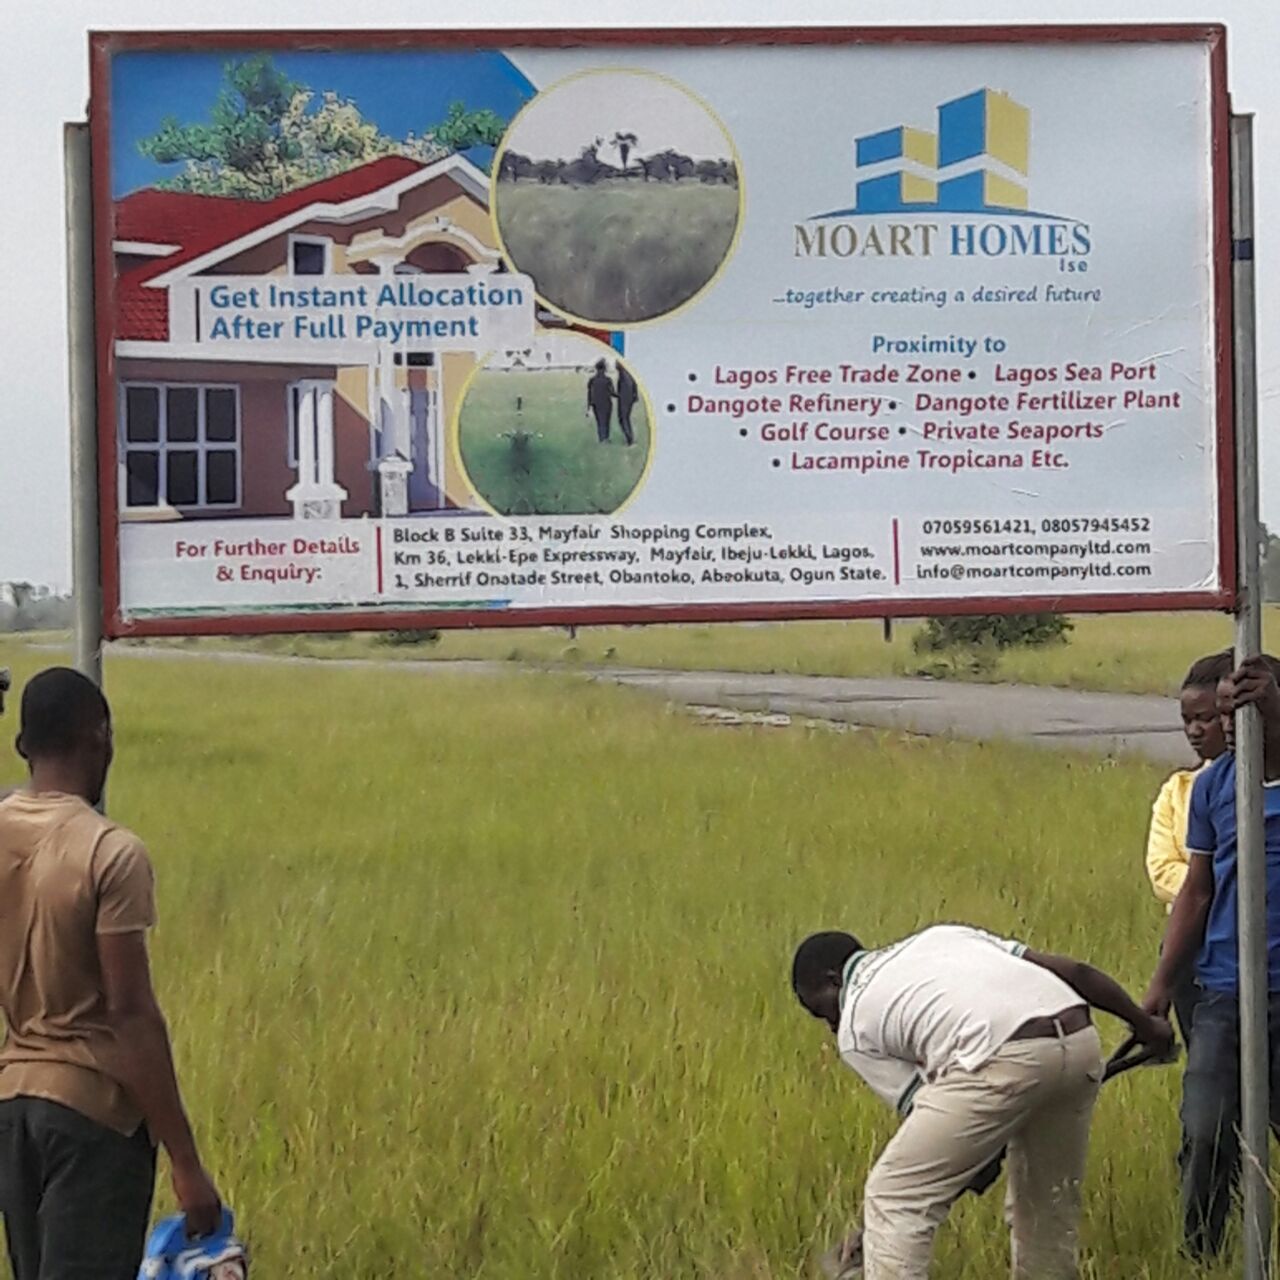 MOART HOMES
Ise
...together creating a desired future
Get Instant Allocation
After Full Payment
Proximity to
• Lagos Free Trade Zone • Lagos Sea Port
• Dangote Refinery • Dangote Fertilizer Plant
• Golf Course • Private Seaports
• Lacampine Tropicana Etc.
For Further Details
& Enquiry:
Block B Suite 33, Mayfair Shopping Complex,
Km 36, Lekki-Epe Expressway, Mayfair, Ibeju-Lekki, Lagos.
1, Sherrif Onatade Street, Obantoko, Abeokuta, Ogun State.
07059561421, 08057945452
www.moartcompanyltd.com
info@moartcompanyltd.com